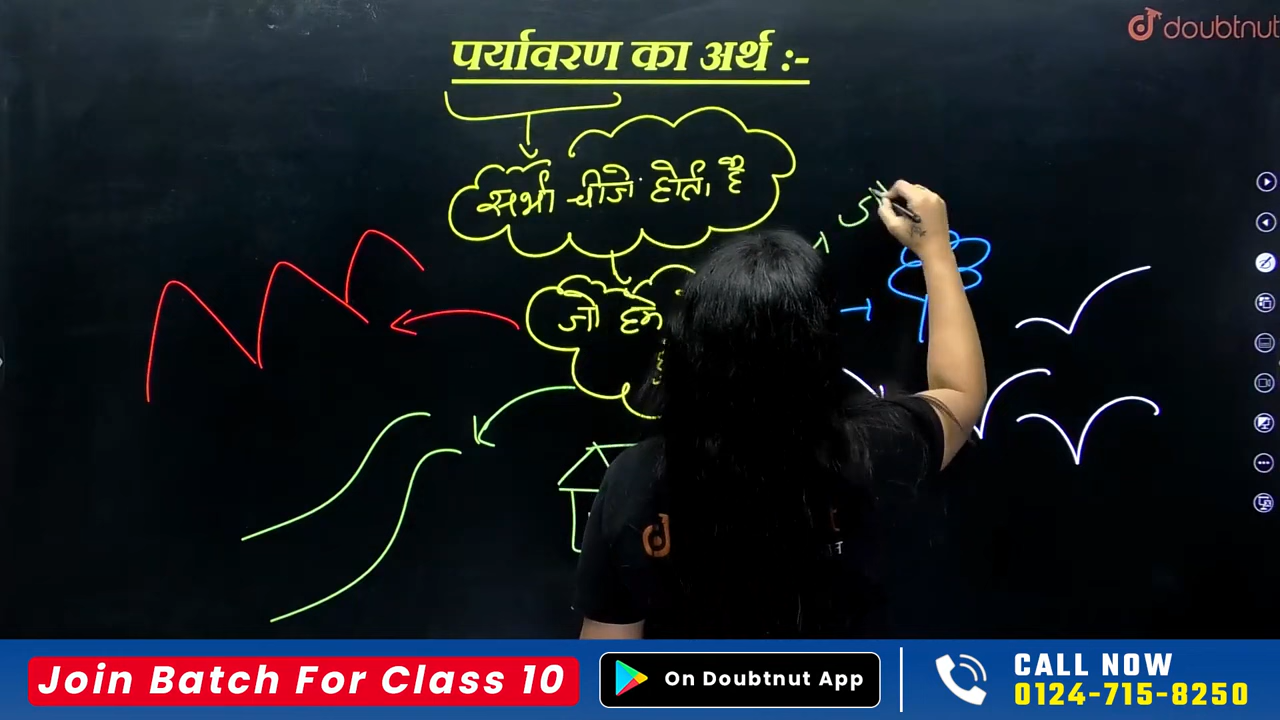 doubtnut
पर्यावरण का अर्थ :-
सभी चीजे होती है
जो हमे
Join Batch For Class 10
On Doubtnut App
CALL NOW
0124-715-8250